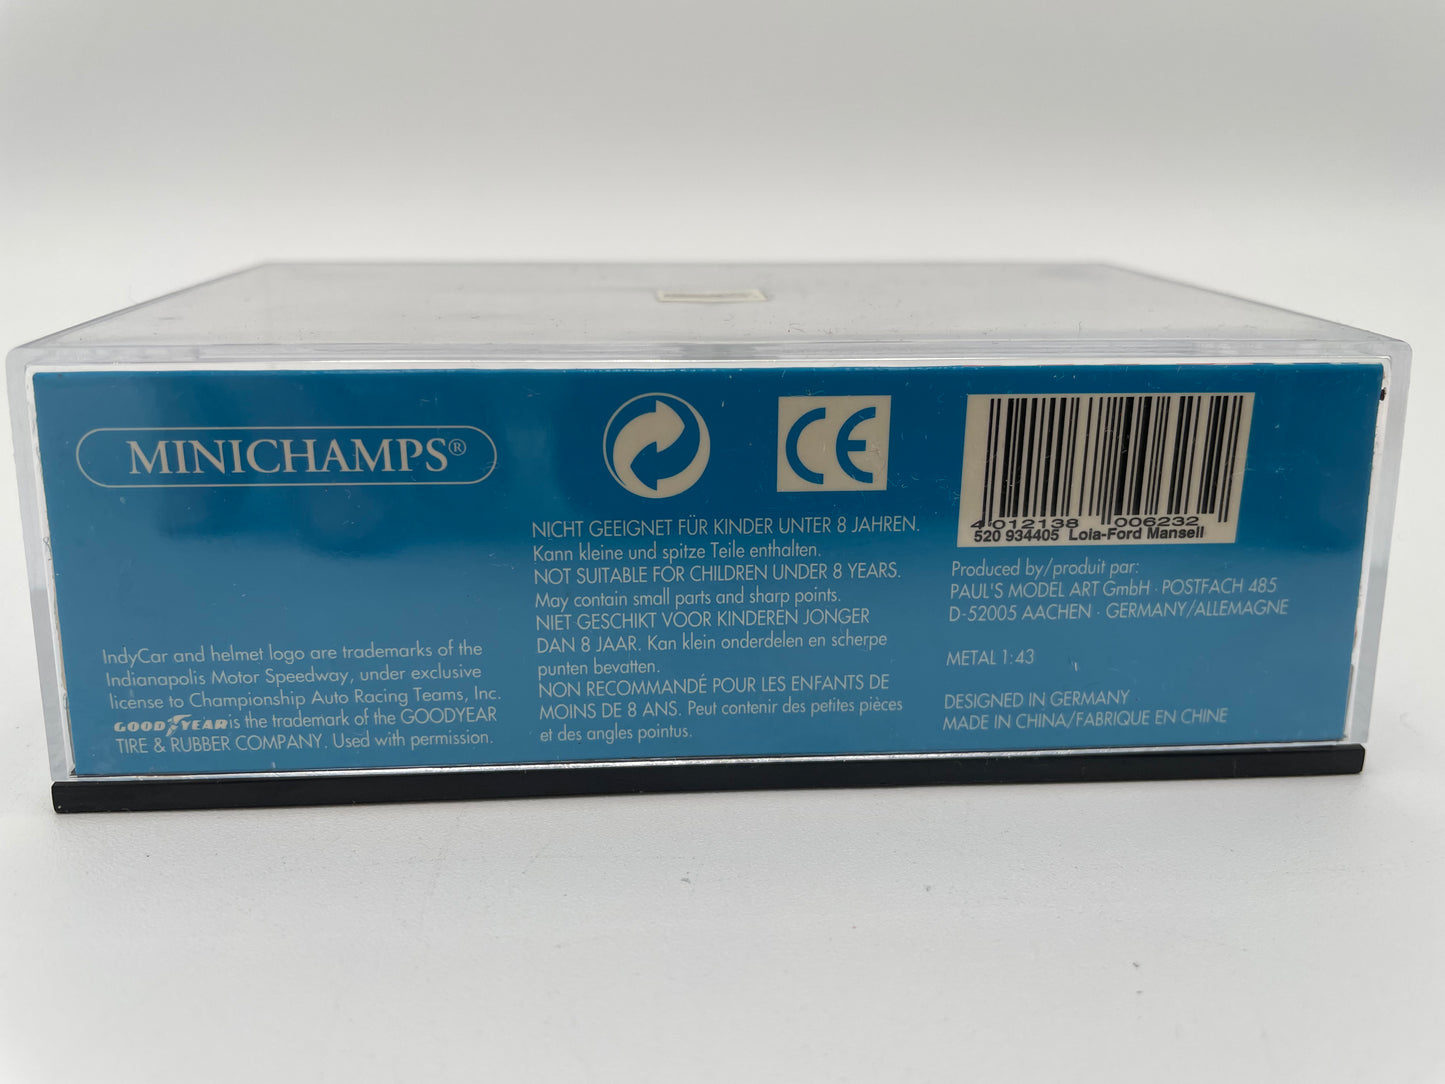 MINICHAMPS®
IndyCar and helmet logo are trademarks of the
Indianapolis Motor Speedway, under exclusive
license to Championship Auto Racing Teams, Inc.
GOODYEAR is the trademark of the GOODYEAR
TIRE & RUBBER COMPANY. Used with permission.
CE
NICHT GEEIGNET FÜR KINDER UNTER 8 JAHREN.
Kann kleine und spitze Teile enthalten.
NOT SUITABLE FOR CHILDREN UNDER 8 YEARS.
May contain small parts and sharp points.
NIET GESCHIKT VOOR KINDEREN JONGER
DAN 8 JAAR. Kan klein onderdelen en scherpe
punten bevatten.
NON RECOMMANDÉ POUR LES ENFANTS DE
MOINS DE 8 ANS. Peut contenir des petites pièces
et des angles pointus.
4 012138 006232
520 934405 Lola-Ford Mansell
Produced by/produit par:
PAUL'S MODEL ART GmbH · POSTFACH 485
D-52005 AACHEN · GERMANY/ALLEMAGNE
METAL 1:43
DESIGNED IN GERMANY
MADE IN CHINA/FABRIQUE EN CHINE